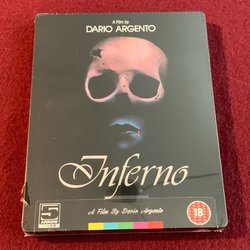 A Film by
DARIO ARGENTO
Inferno
18
A Film By Dario Argento